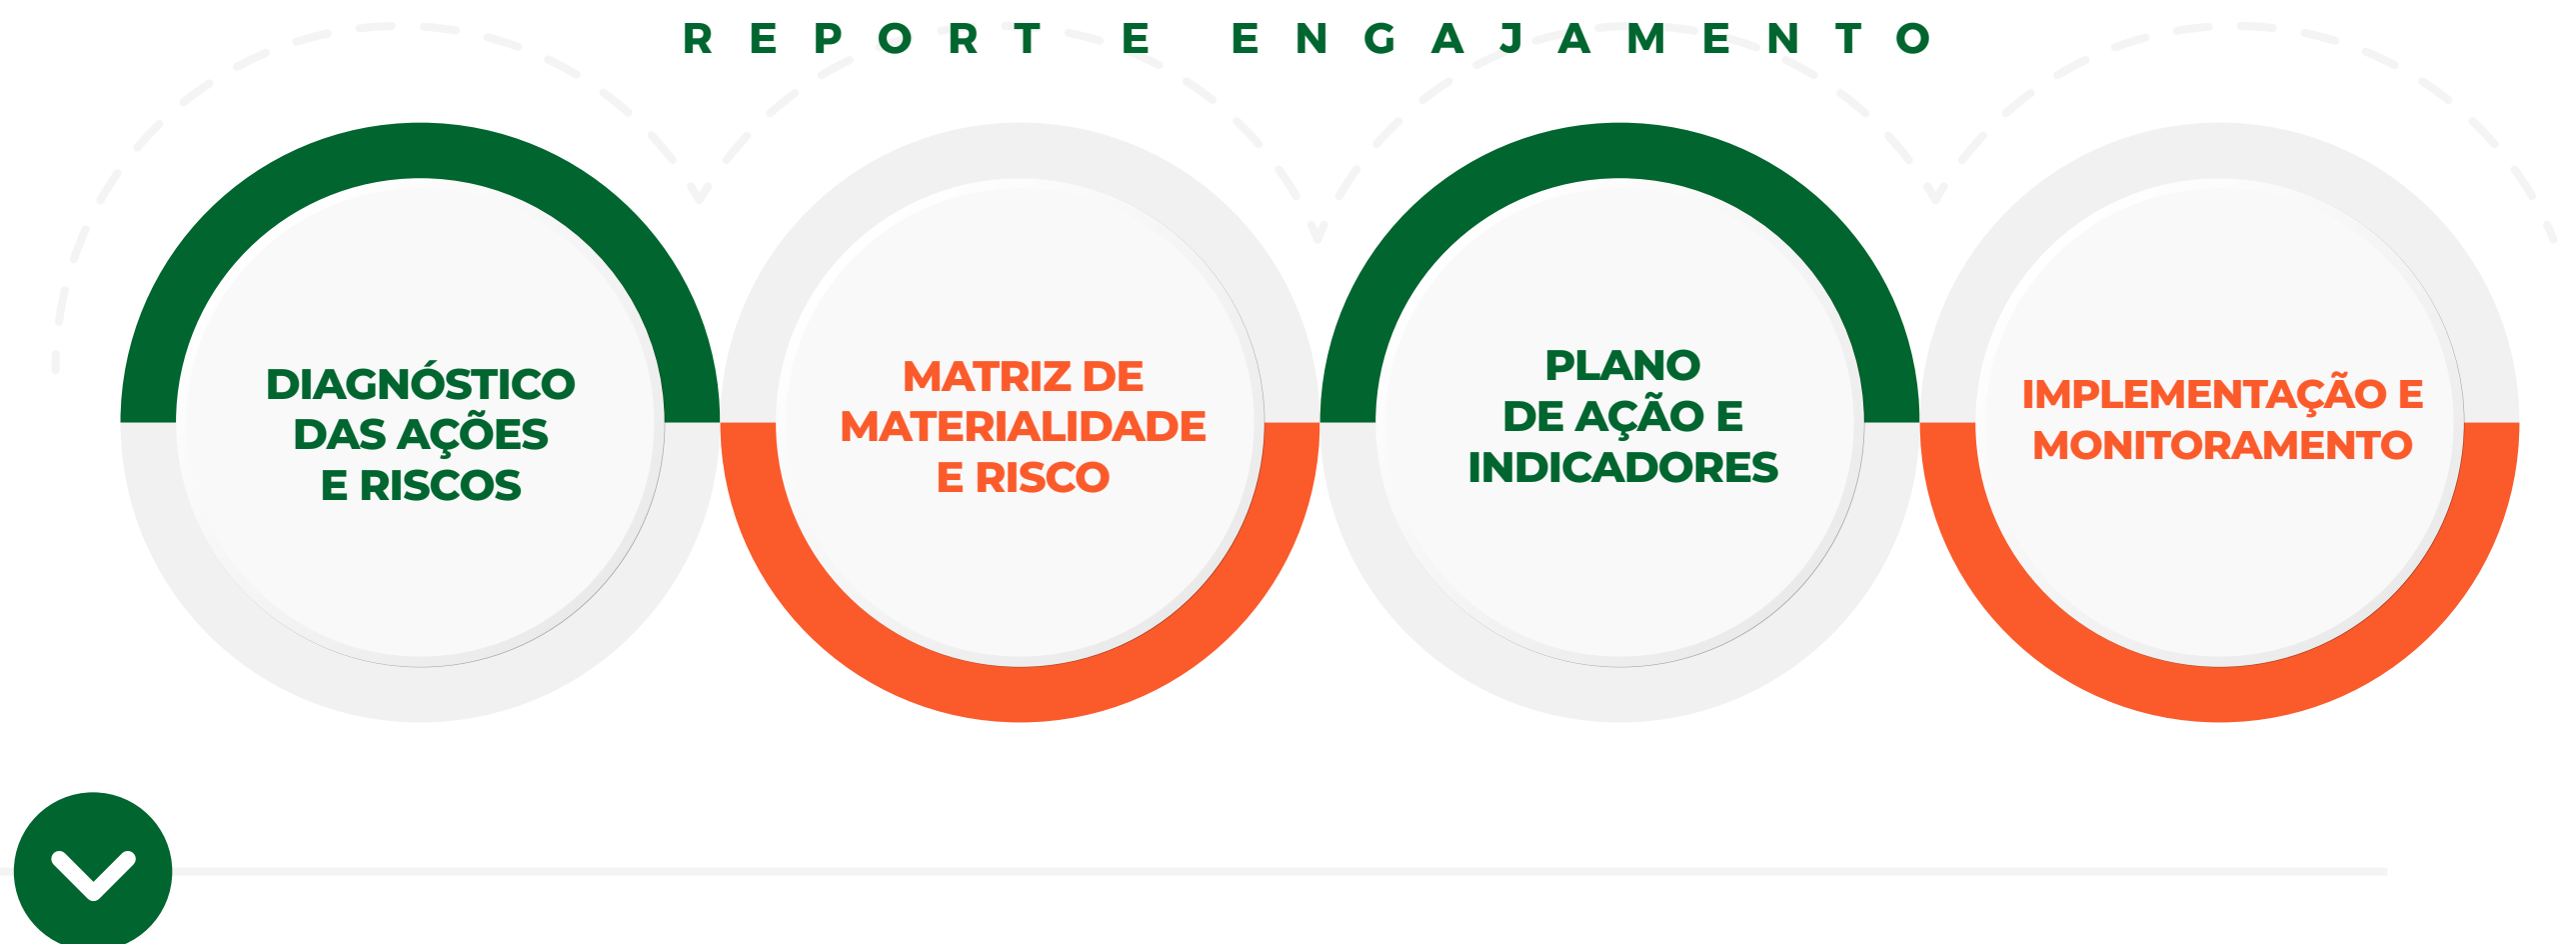 REPORT E ENGAJAMENTO
DIAGNÓSTICO
DAS AÇÕES
E RISCOS
MATRIZ DE
MATERIALIDADE
E RISCO
PLANO
DE AÇÃO E
INDICADORES
IMPLEMENTAÇÃO E
MONITORAMENTO